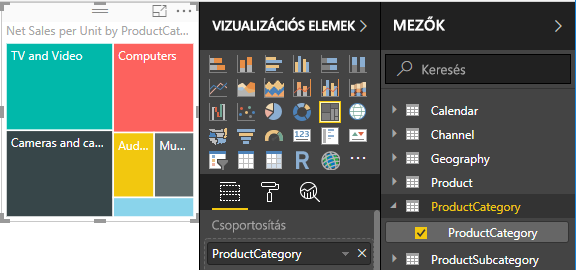 Net Sales per Unit by ProductCat...
TV and Video
Computers
Cameras and ca...
Aud...
Mu...
VIZUALIZÁCIÓS ELEMEK
123
R
Csoportosítás
ProductCategory
MEZŐK
Keresés
Calendar
Channel
Geography
Product
ProductCategory
ProductCategory
ProductSubcategory